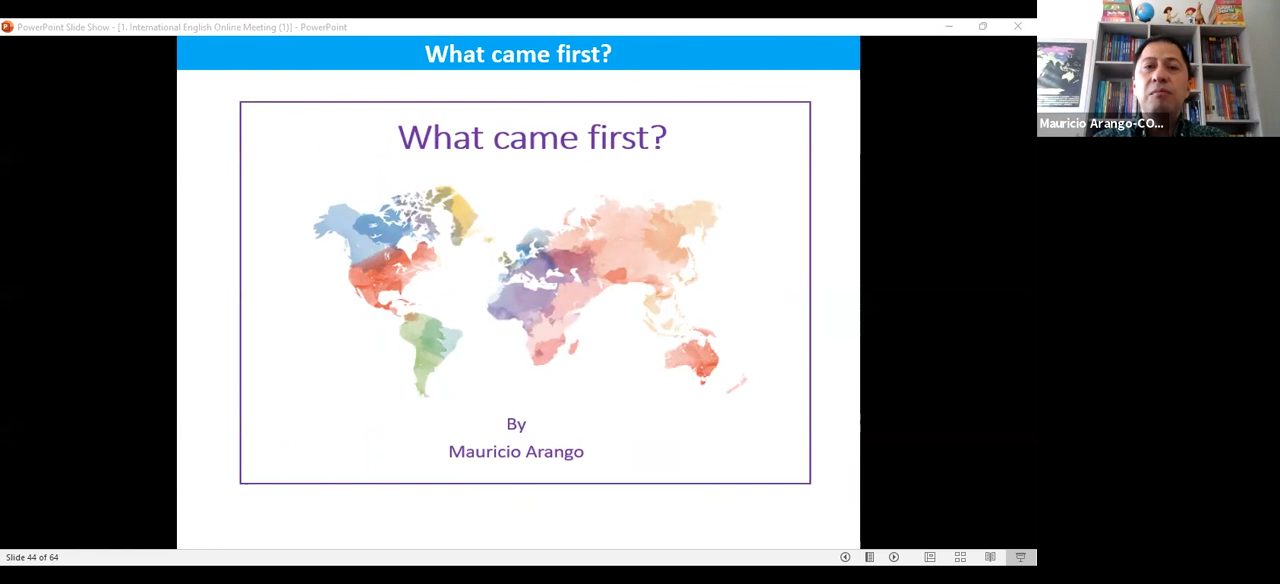 PowerPoint Slide Show - [1. International English Online Meeting (1)] - PowerPoint
What came first?
What came first?
By
Mauricio Arango
Slide 44 of 64
Mauricio Arango-CO...